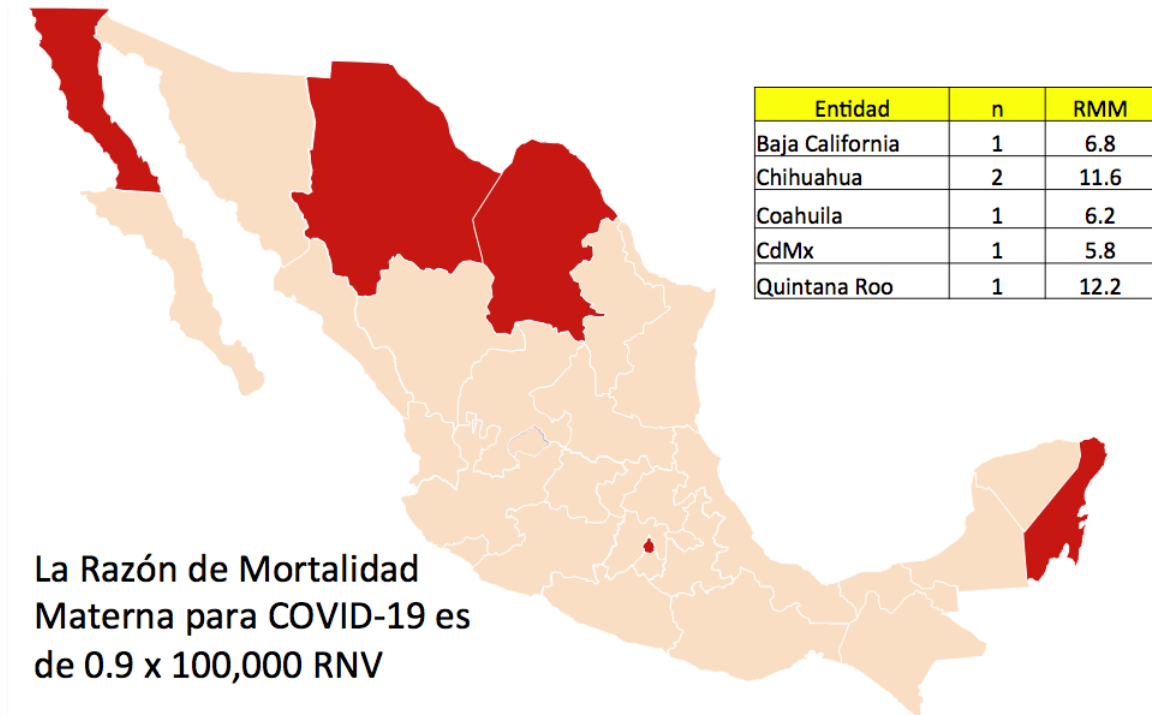 Entidad n RMM
Baja California 1 6.8
Chihuahua 2 11.6
Coahuila 1 6.2
CdMx 1 5.8
Quintana Roo 1 12.2
La Razón de Mortalidad
Materna para COVID-19 es
de 0.9 x 100,000 RNV